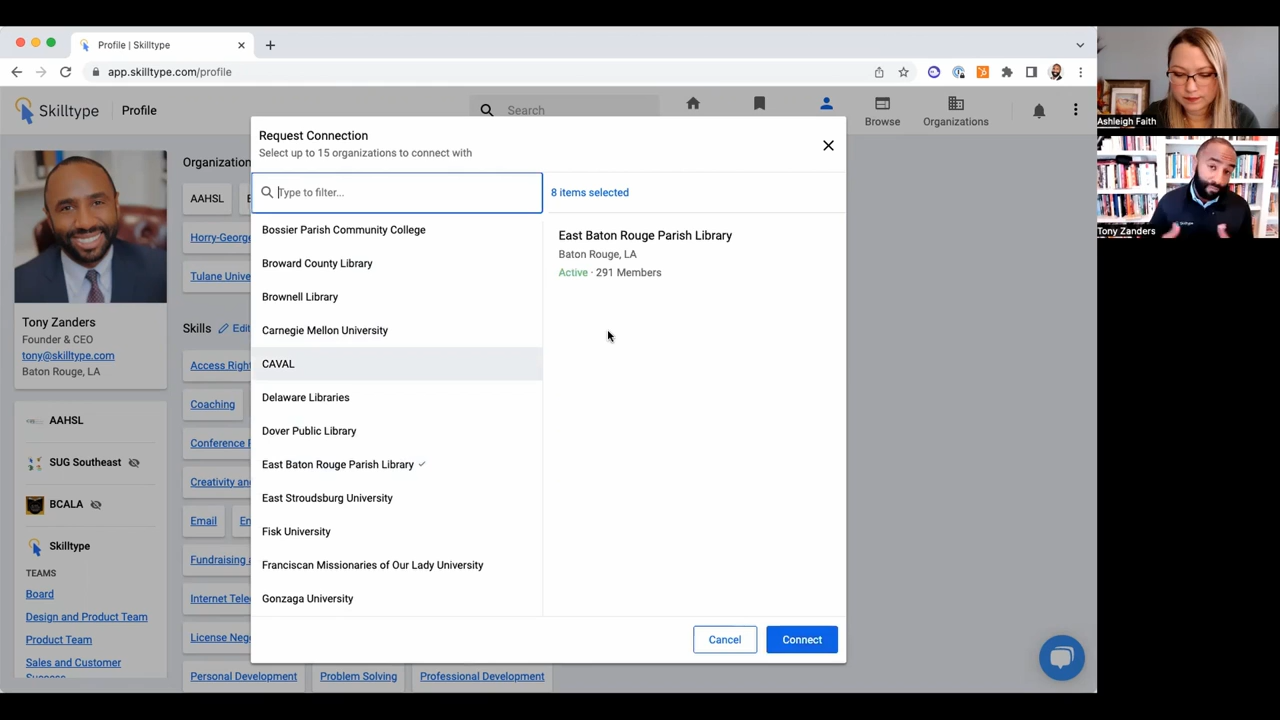 Profile | Skilltype
app.skilltype.com/profile
Skilltype
Profile
Search
Browse
Organizations
Request Connection
Select up to 15 organizations to connect with
Type to filter...
8 items selected
Bossier Parish Community College
Broward County Library
Brownell Library
Carnegie Mellon University
CAVAL
Delaware Libraries
Dover Public Library
East Baton Rouge Parish Library
East Stroudsburg University
Fisk University
Franciscan Missionaries of Our Lady University
Gonzaga University
East Baton Rouge Parish Library
Baton Rouge, LA
Active · 291 Members
Cancel
Connect
Tony Zanders
Founder & CEO
tony@skilltype.com
Baton Rouge, LA
AAHSL
SUG Southeast
BCALA
Skilltype
TEAMS
Board
Design and Product Team
Product Team
Sales and Customer
Organization
AAHSL
Horry-George
Tulane Unive
Skills
Edit
Access Righ
Coaching
Conference P
Creativity an
Email
En
Fundraising a
Internet Tele
License Neg
Personal Development
Problem Solving
Professional Development
Ashleigh Faith
Tony Zanders